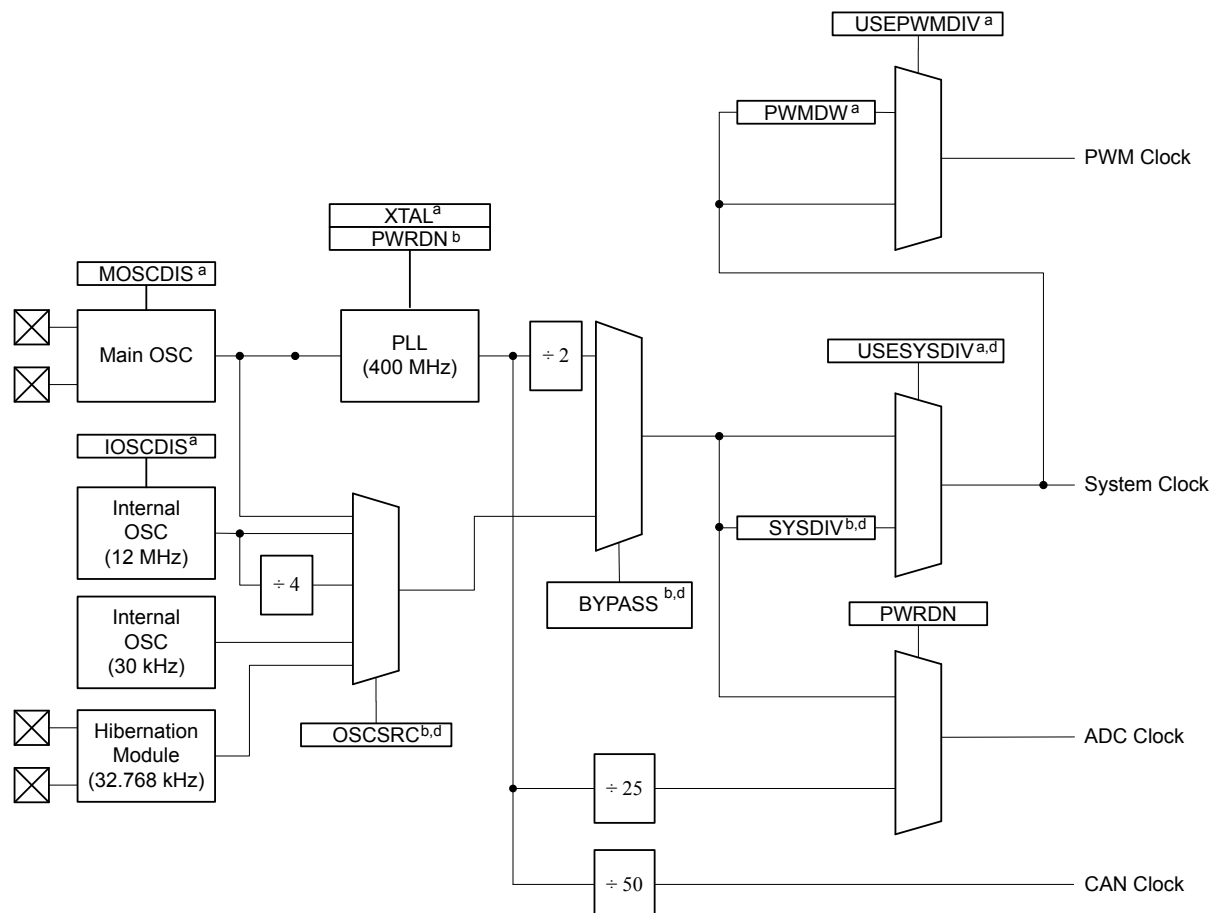 USEPWMDIV a
PWMDW a
PWM Clock
XTAL a
PWRDN b
MOSCDIS a
Main OSC
PLL
(400 MHz)
÷ 2
USESYSDIV a,d
IOSCDIS a
Internal
OSC
(12 MHz)
÷ 4
System Clock
SYSDIV b,d
BYPASS b,d
Internal
OSC
(30 kHz)
PWRDN
OSCSRC b,d
Hibernation
Module
(32.768 kHz)
ADC Clock
÷ 25
÷ 50
CAN Clock